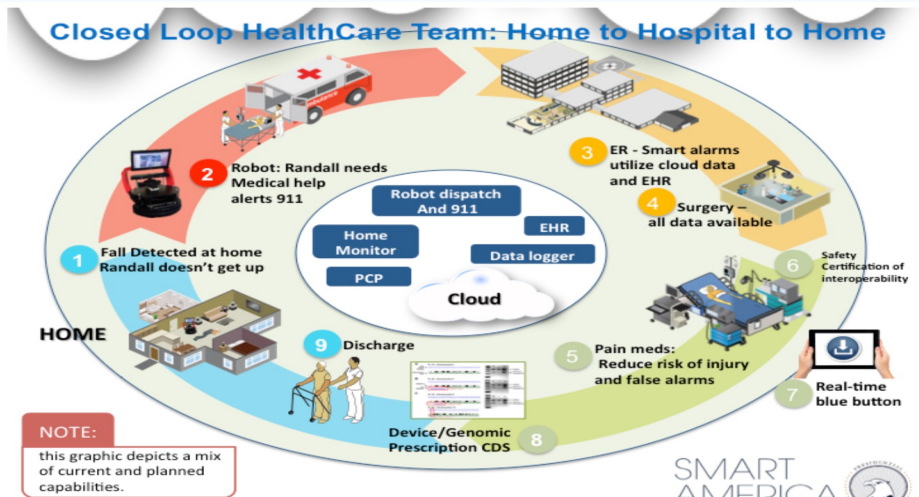 Closed Loop HealthCare Team: Home to Hospital to Home
ambulance
2
Robot: Randall needs
Medical help
alerts 911
3
ER - Smart alarms
utilize cloud data
and EHR
4
Surgery –
all data available
Robot dispatch
And 911
EHR
Home
Monitor
Data logger
PCP
Cloud
1
Fall Detected at home
Randall doesn't get up
HOME
6
Safety
Certification of
interoperability
5
Pain meds:
Reduce risk of injury
and false alarms
7
Real-time
blue button
9
Discharge
Device/Genomic
Prescription CDS
8
NOTE:
this graphic depicts a mix
of current and planned
capabilities.
SMART
AMERICA
PRESIDENTIAL